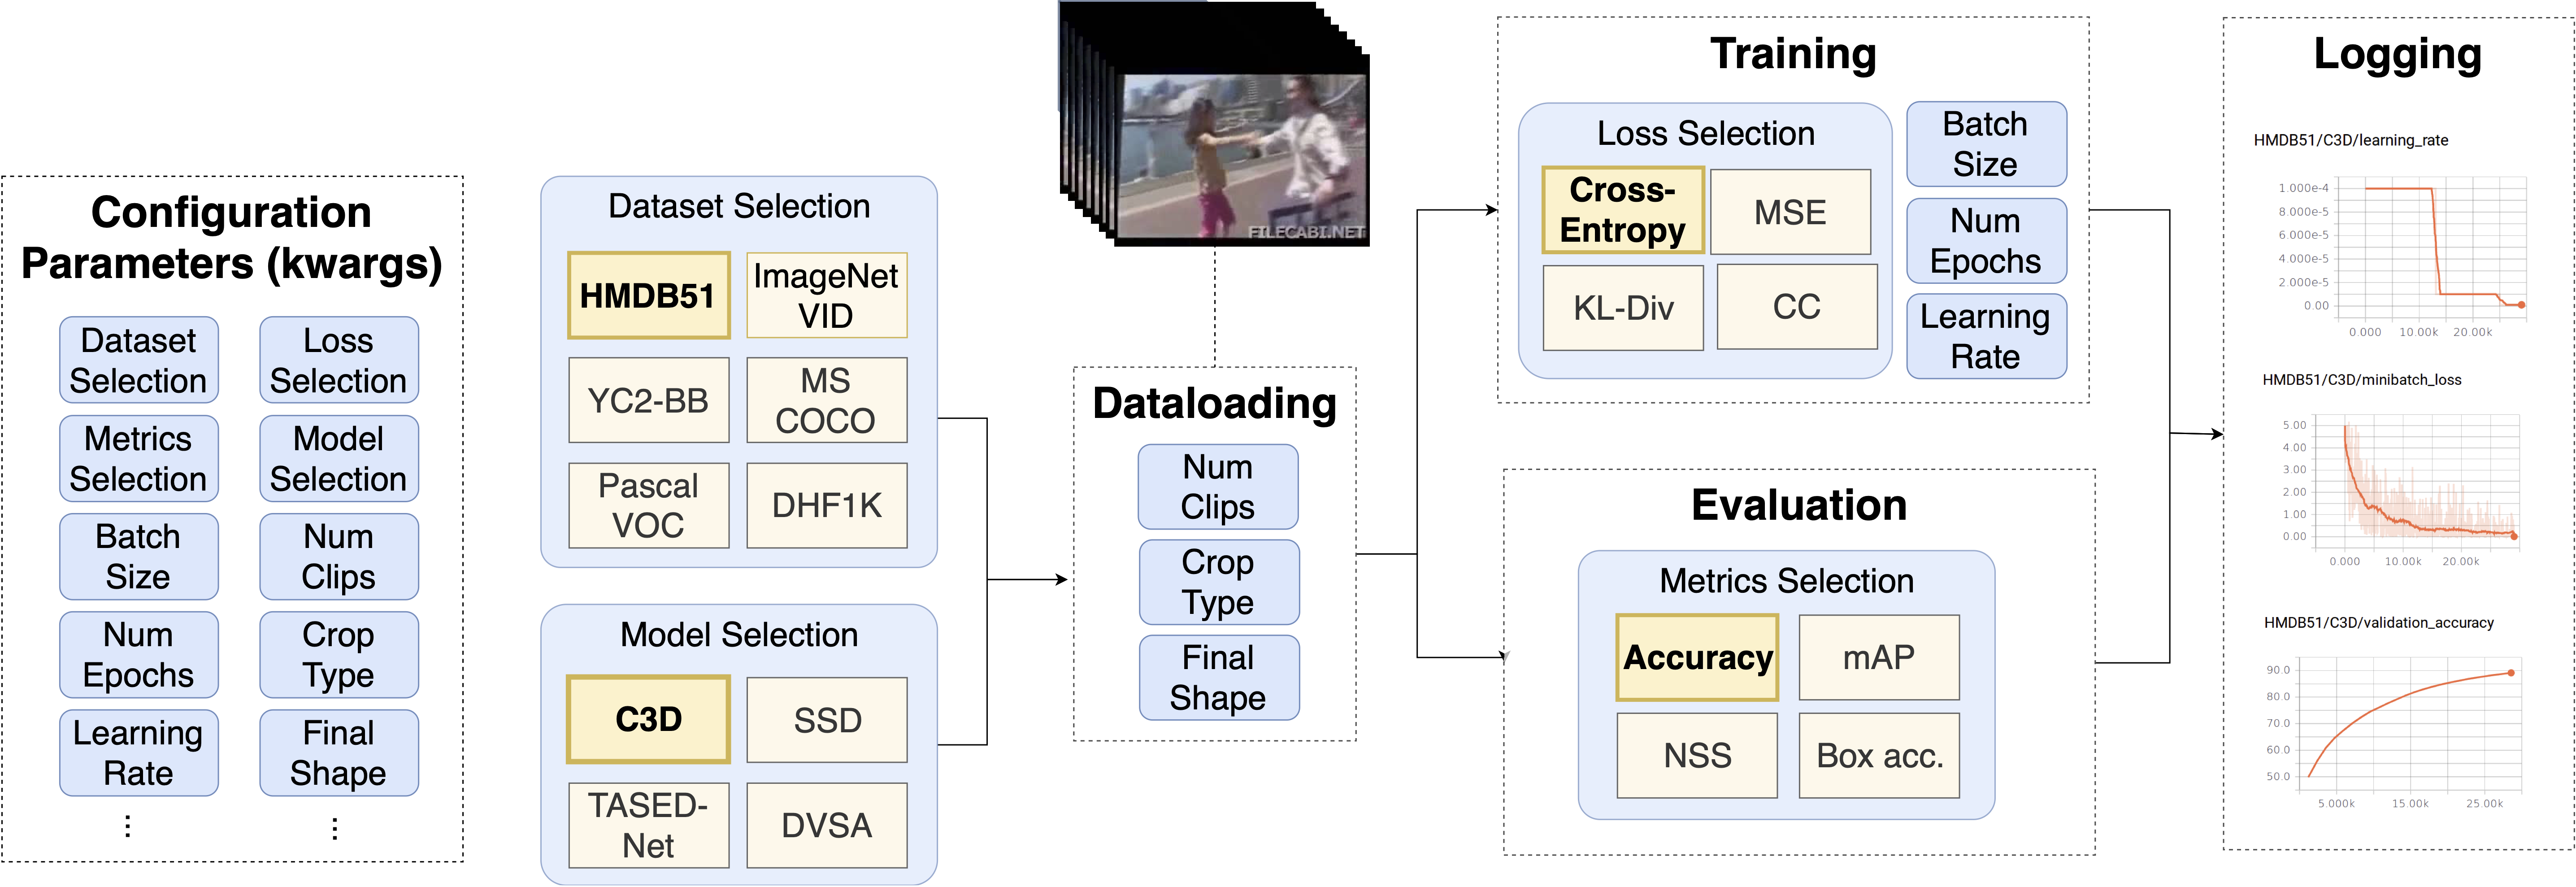 Configuration
Parameters (kwargs)
Dataset
Selection
Loss
Selection
Metrics
Selection
Model
Selection
Batch
Size
Num
Clips
Num
Epochs
Crop
Type
Learning
Rate
Final
Shape
⋮
⋮
Dataset Selection
HMDB51
ImageNet
VID
YC2-BB
MS
COCO
Pascal
VOC
DHF1K
Model Selection
C3D
SSD
TASED-
Net
DVSA
FILECABI.NET
Dataloading
Num
Clips
Crop
Type
Final
Shape
Training
Loss Selection
Cross-
Entropy
MSE
KL-Div
CC
Batch
Size
Num
Epochs
Learning
Rate
Evaluation
Metrics Selection
Accuracy
mAP
NSS
Box acc.
Logging
HMDB51/C3D/learning_rate
1.000e-4
8.000e-5
6.000e-5
4.000e-5
2.000e-5
0.00
0.000 10.00k 20.00k
HMDB51/C3D/minibatch_loss
5.00
4.00
3.00
2.00
1.00
0.00
0.000 10.00k 20.00k
HMDB51/C3D/validation_accuracy
90.0
80.0
70.0
60.0
50.0
5.000k 15.00k 25.00k